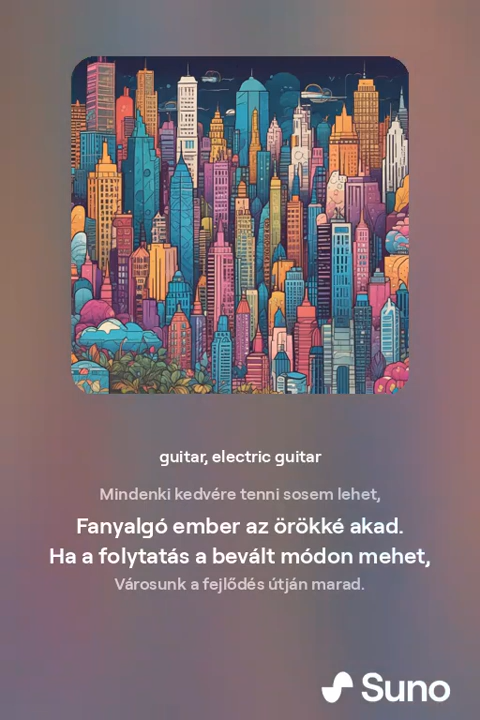 guitar, electric guitar
Mindenki kedvére tenni sosem lehet,
Fanyalgó ember az örökké akad.
Ha a folytatás a bevált módon mehet,
Városunk a fejlődés útján marad.
Suno